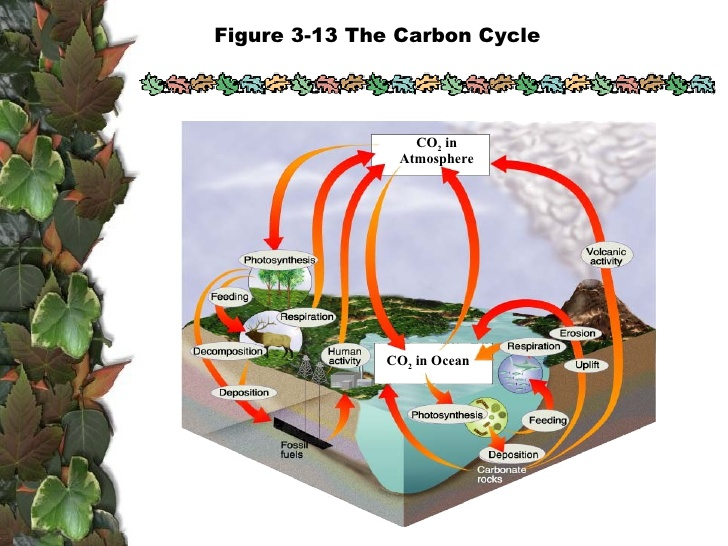 Figure 3-13 The Carbon Cycle
CO₂ in
Atmosphere
Volcanic
activity
Photosynthesis
Feeding
Respiration
Erosion
Respiration
Decomposition
Human
activity
CO₂ in Ocean
Uplift
Deposition
Photosynthesis
Feeding
Fossil
fuels
Deposition
Carbonate
rocks